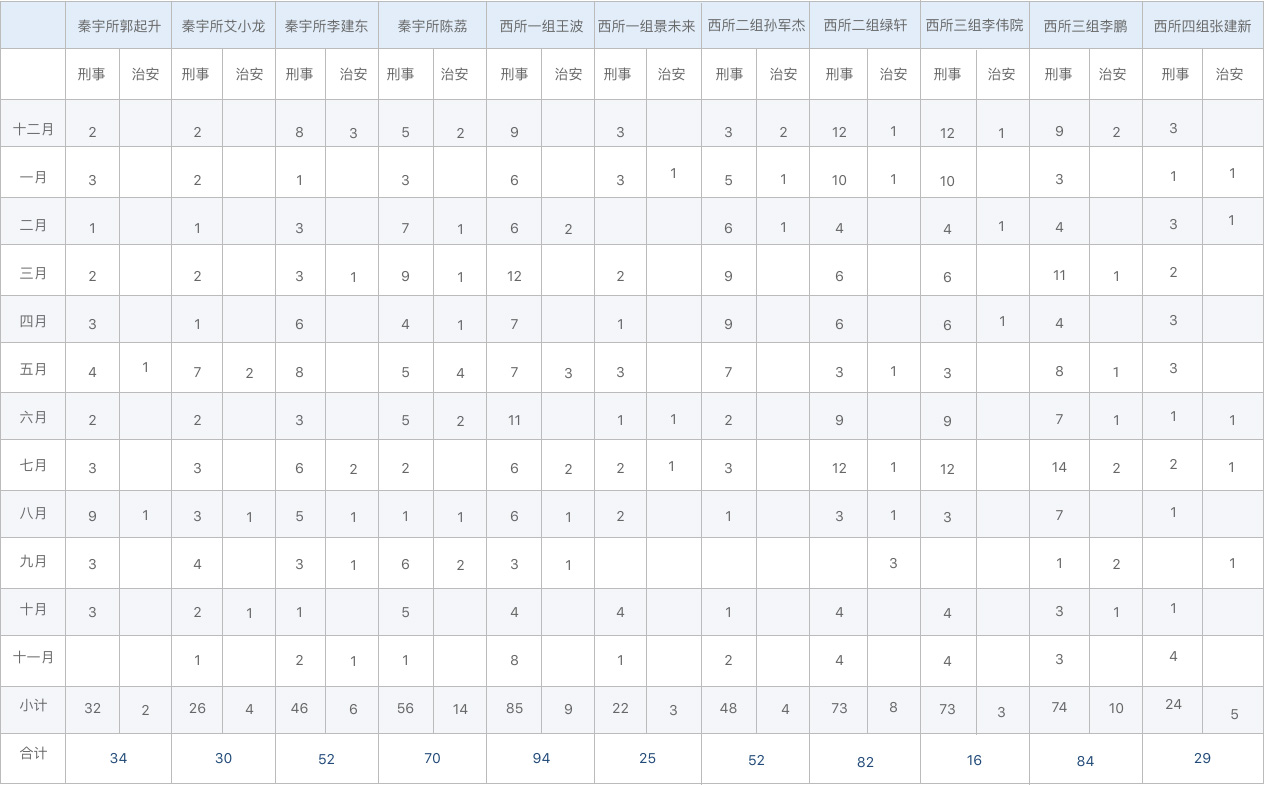 秦宇所郭起升 秦宇所艾小龙 秦宇所李建东 秦宇所陈荔 西所一组王波 西所一组景未来 西所二组孙军杰 西所二组绿轩 西所三组李伟院 西所三组李鹏 西所四组张建新
刑事 治安 刑事 治安 刑事 治安 刑事 治安 刑事 治安 刑事 治安 刑事 治安 刑事 治安 刑事 治安 刑事 治安 刑事 治安
十二月 2 2 8 3 5 2 9 3 3 2 12 1 12 1 9 2 3
一月 3 2 1 3 6 3 1 5 1 10 1 10 3 1 1
二月 1 1 3 7 1 6 2 6 1 4 4 1 4 3 1
三月 2 2 3 1 9 1 12 2 9 6 6 11 1 2
四月 3 1 6 4 1 7 1 9 6 6 1 4 3
五月 4 1 7 2 8 5 4 7 3 3 7 3 1 3 8 1 3
六月 2 2 3 5 2 11 1 1 2 9 9 7 1 1 1
七月 3 3 6 2 2 6 2 2 1 3 12 1 12 14 2 2 1
八月 9 1 3 1 5 1 1 1 6 1 2 1 3 1 3 7 1
九月 3 4 3 1 6 2 3 1 3 1 2 1
十月 3 2 1 1 5 4 4 1 4 4 3 1 1
十一月 1 2 1 1 8 1 2 4 4 3 4
小计 32 2 26 4 46 6 56 14 85 9 22 3 48 4 73 8 73 3 74 10 24 5
合计 34 30 52 70 94 25 52 82 16 84 29